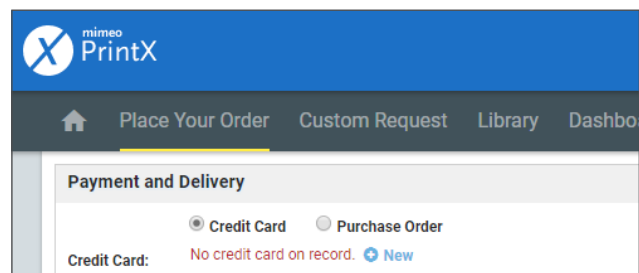 mimeo
PrintX
Place Your Order Custom Request Library Dashbo
Payment and Delivery
Credit Card Purchase Order
Credit Card: No credit card on record. New